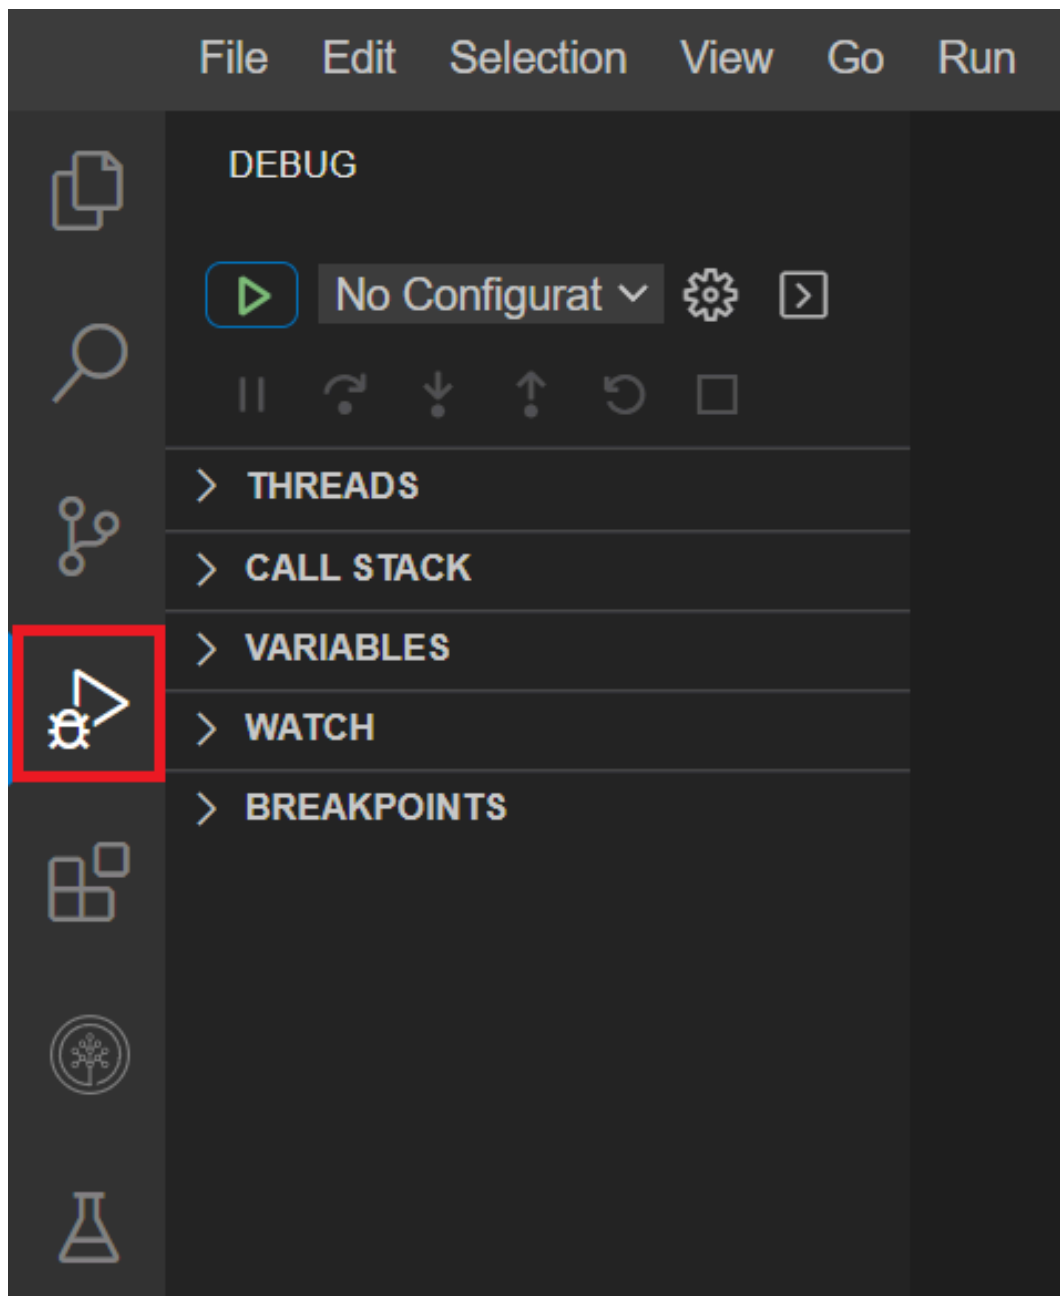 File Edit Selection View Go Run
DEBUG
No Configurat
THREADS
CALL STACK
VARIABLES
WATCH
BREAKPOINTS